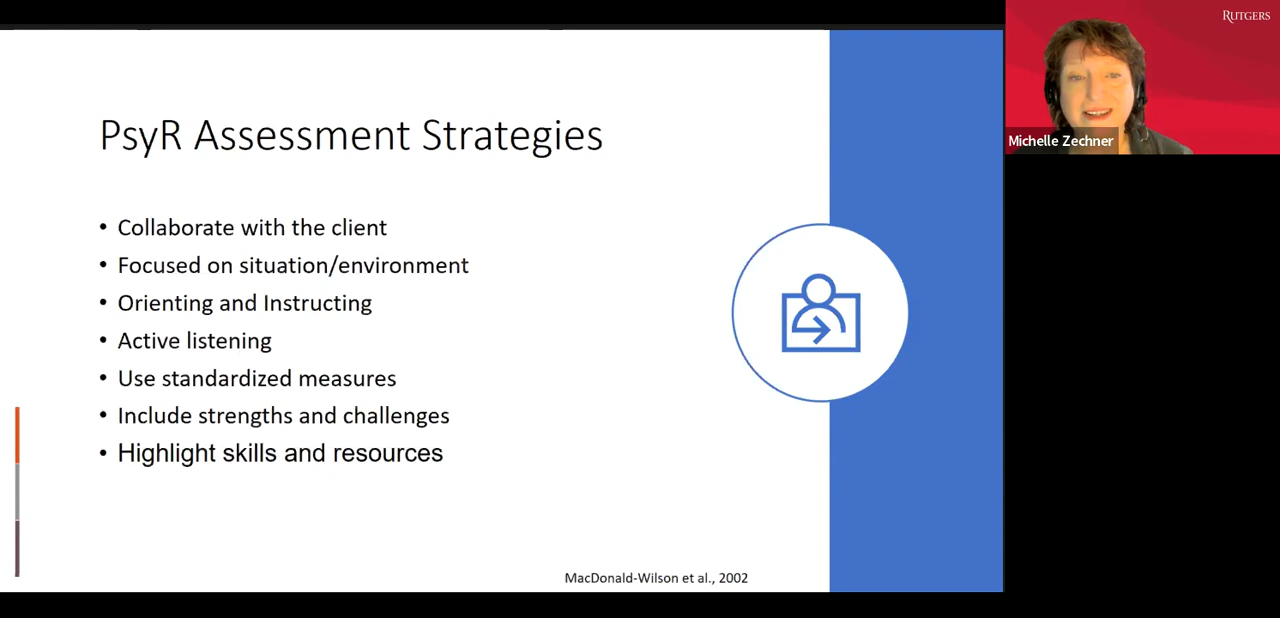 PsyR Assessment Strategies
• Collaborate with the client
• Focused on situation/environment
• Orienting and Instructing
• Active listening
• Use standardized measures
• Include strengths and challenges
• Highlight skills and resources
MacDonald-Wilson et al., 2002
RUTGERS
Michelle Zechner